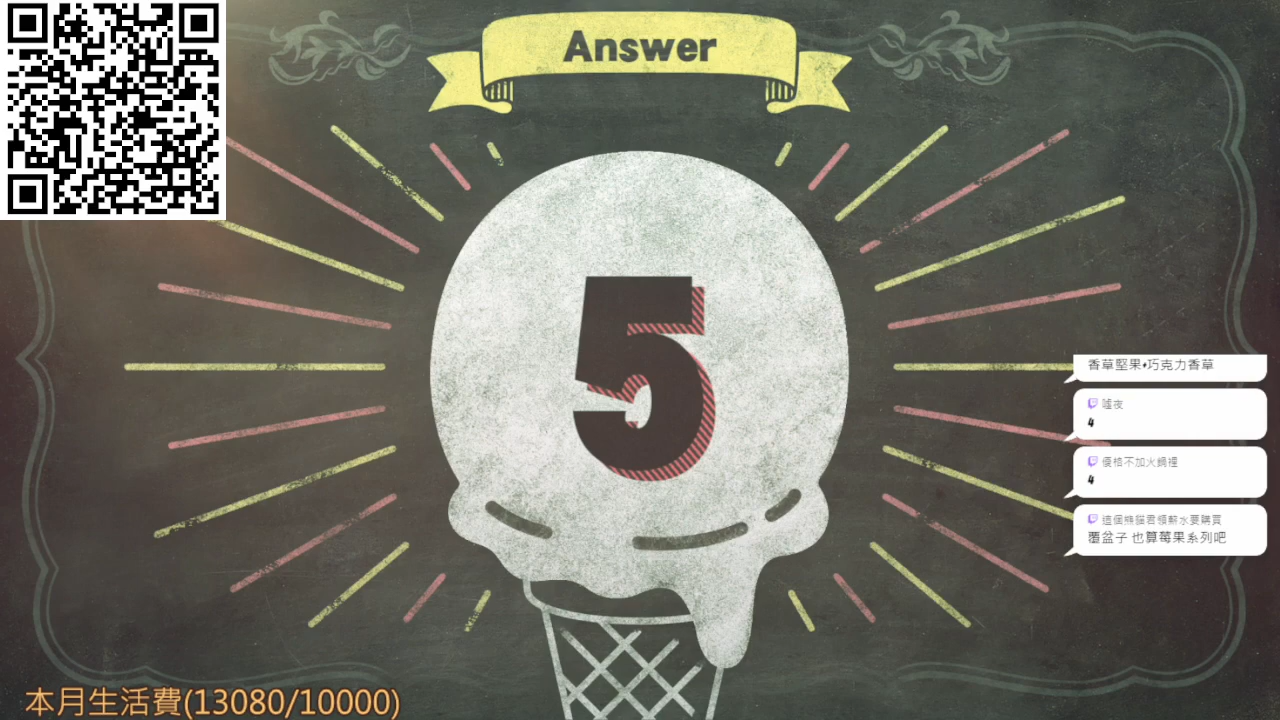 Answer
5
香草堅果+巧克力香草
唾夜
4
優格不加火鍋裡
4
這個熊貓君領薪水要購買
覆盆子 也算莓果系列吧
本月生活費(13080/10000)